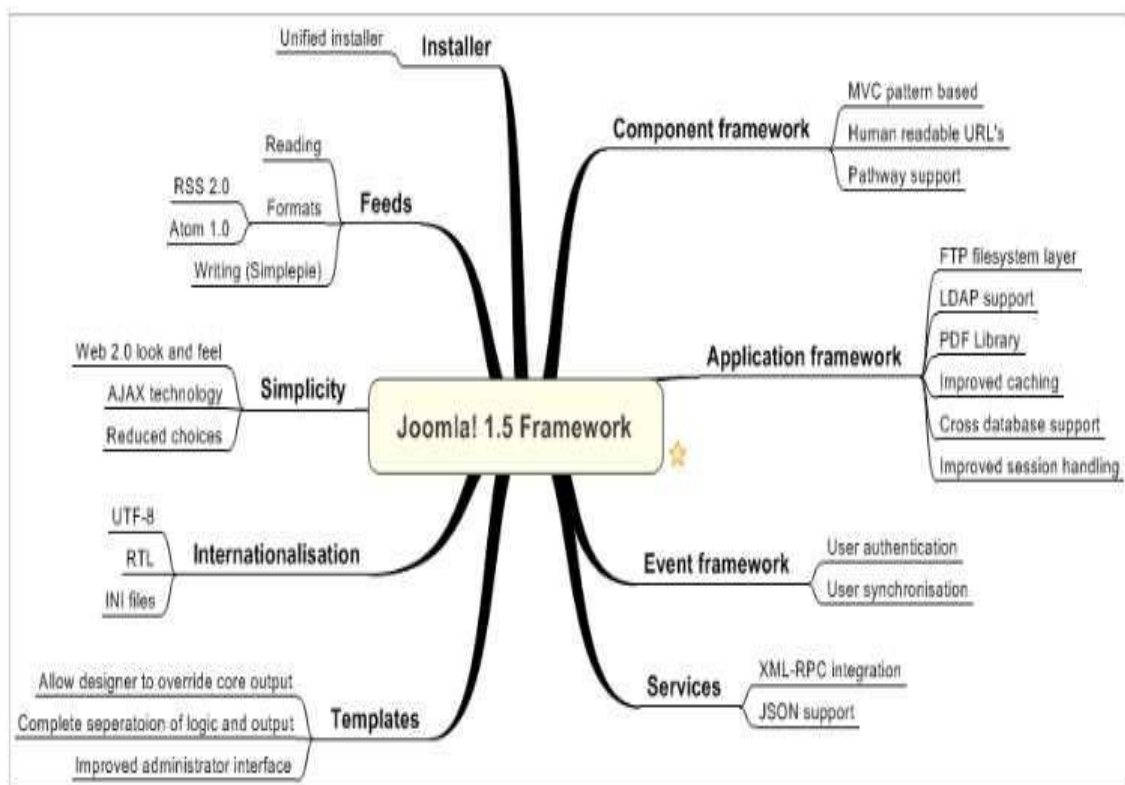 Unified installer
Installer
Reading
RSS 2.0
Formats
Atom 1.0
Writing (Simplepie)
Feeds
Web 2.0 look and feel
AJAX technology
Reduced choices
Simplicity
UTF-8
RTL
INI files
Internationalisation
Allow designer to override core output
Complete seperatoion of logic and output
Improved administrator interface
Templates
Joomla! 1.5 Framework
Component framework
MVC pattern based
Human readable URL's
Pathway support
Application framework
FTP filesystem layer
LDAP support
PDF Library
Improved caching
Cross database support
Improved session handling
Event framework
User authentication
User synchronisation
Services
XML-RPC integration
JSON support